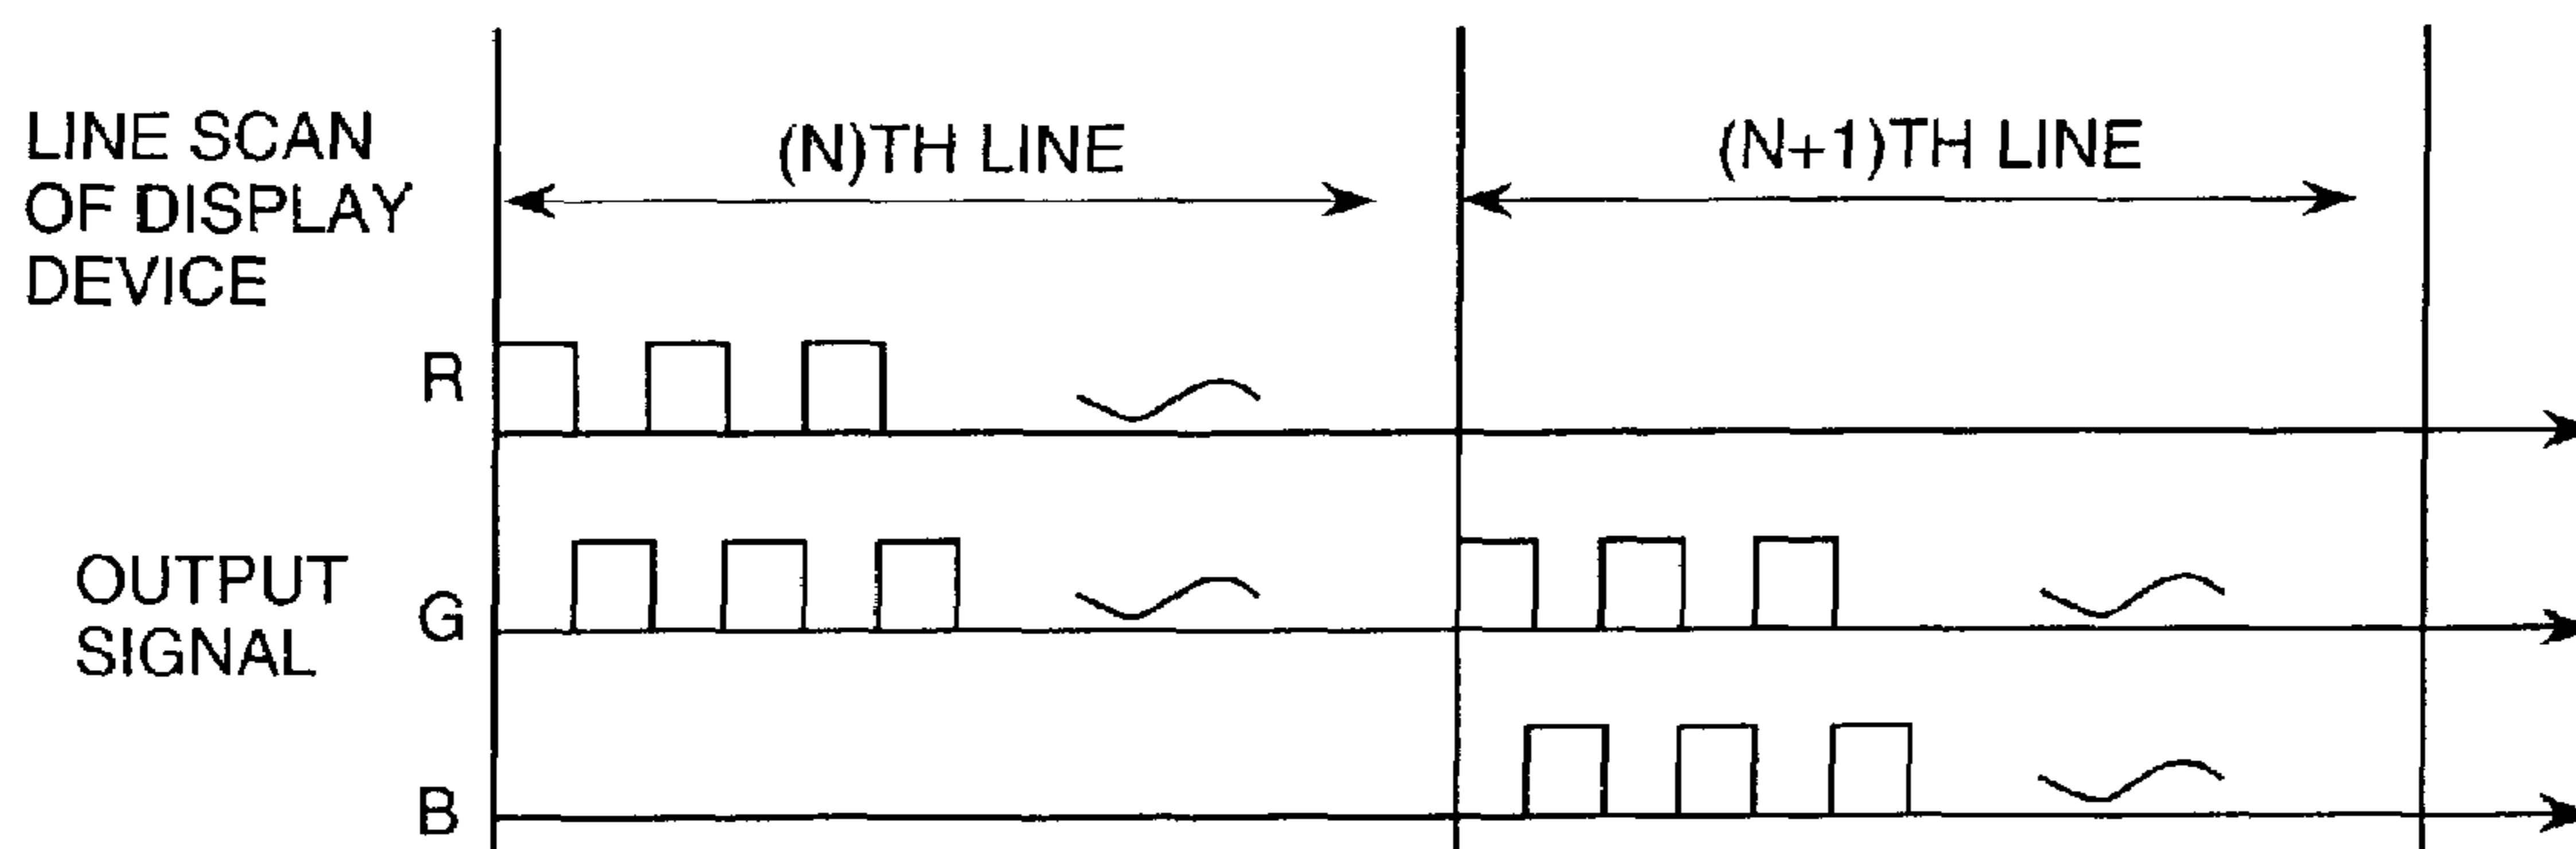 LINE SCAN
OF DISPLAY
DEVICE
(N)TH LINE
(N+1)TH LINE
R
OUTPUT
SIGNAL
G
B